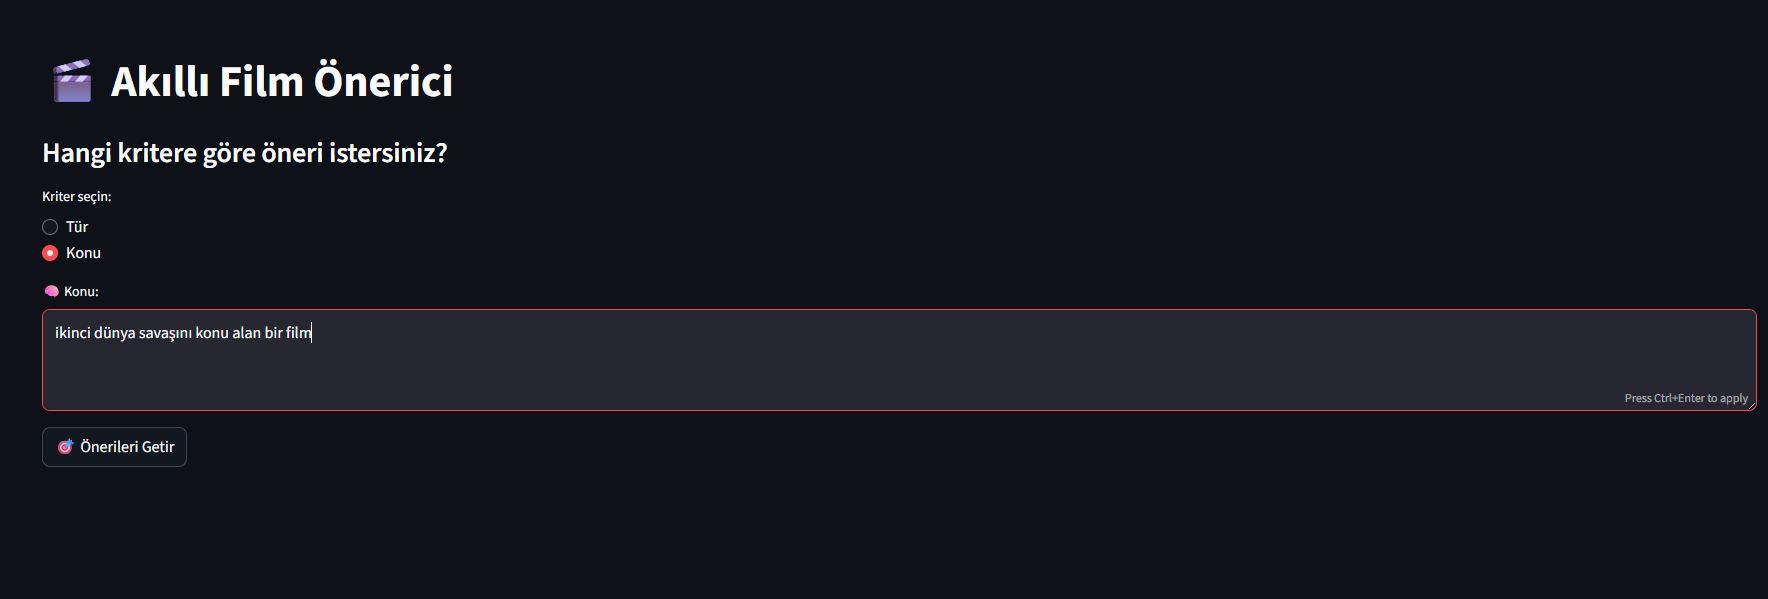 Akıllı Film Önerici
Hangi kritere göre öneri istersiniz?
Kriter seçin:
Tür
Konu
Konu:
ikinci dünya savaşını konu alan bir film
Press Ctrl+Enter to apply
Önerileri Getir